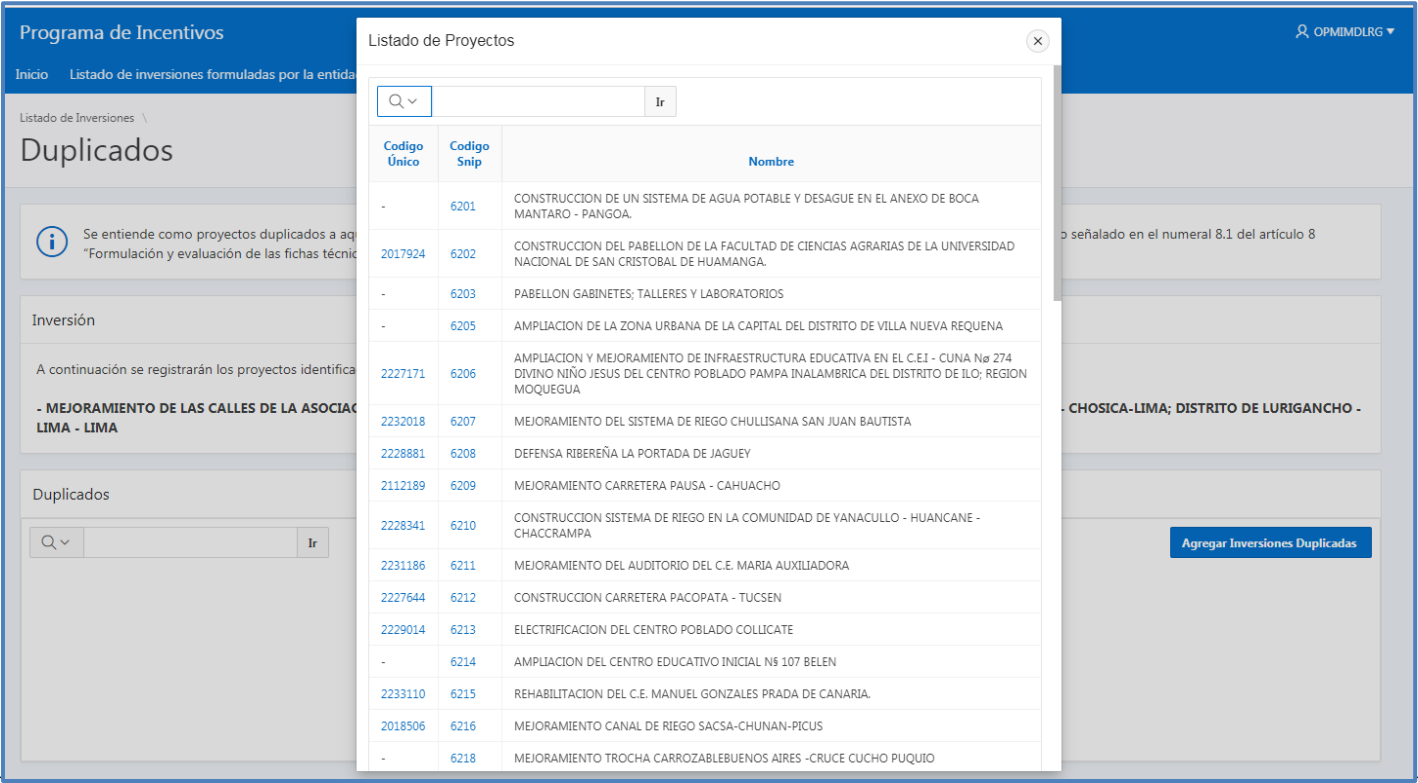 Programa de Incentivos
OPMIMDLRG
Inicio Listado de inversiones formuladas por la entida
Listado de Inversiones \
Duplicados
Se entiende como proyectos duplicados a aqu
o señalado en el numeral 8.1 del artículo 8
“Formulación y evaluación de las fichas técnic
Inversión
A continuación se registrarán los proyectos identifica
- MEJORAMIENTO DE LAS CALLES DE LA ASOCIAC
- CHOSICA-LIMA; DISTRITO DE LURIGANCHO -
LIMA - LIMA
Duplicados
Ir
Agregar Inversiones Duplicadas
Listado de Proyectos
Ir
Codigo Único Codigo Snip Nombre
- 6201 CONSTRUCCION DE UN SISTEMA DE AGUA POTABLE Y DESAGUE EN EL ANEXO DE BOCA
MANTARO - PANGOA.
2017924 6202 CONSTRUCCION DEL PABELLON DE LA FACULTAD DE CIENCIAS AGRARIAS DE LA UNIVERSIDAD
NACIONAL DE SAN CRISTOBAL DE HUAMANGA.
- 6203 PABELLON GABINETES; TALLERES Y LABORATORIOS
- 6205 AMPLIACION DE LA ZONA URBANA DE LA CAPITAL DEL DISTRITO DE VILLA NUEVA REQUENA
2227171 6206 AMPLIACION Y MEJORAMIENTO DE INFRAESTRUCTURA EDUCATIVA EN EL C.E.I - CUNA Nø 274
DIVINO NIÑO JESUS DEL CENTRO POBLADO PAMPA INALAMBRICA DEL DISTRITO DE ILO; REGION
MOQUEGUA
2232018 6207 MEJORAMIENTO DEL SISTEMA DE RIEGO CHULLISANA SAN JUAN BAUTISTA
2228881 6208 DEFENSA RIBEREÑA LA PORTADA DE JAGUEY
2112189 6209 MEJORAMIENTO CARRETERA PAUSA - CAHUACHO
2228341 6210 CONSTRUCCION SISTEMA DE RIEGO EN LA COMUNIDAD DE YANACULLO - HUANCANE -
CHACCRAMPA
2231186 6211 MEJORAMIENTO DEL AUDITORIO DEL C.E. MARIA AUXILIADORA
2227644 6212 CONSTRUCCION CARRETERA PACOPATA - TUCSEN
2229014 6213 ELECTRIFICACION DEL CENTRO POBLADO COLLICATE
- 6214 AMPLIACION DEL CENTRO EDUCATIVO INICIAL N§ 107 BELEN
2233110 6215 REHABILITACION DEL C.E. MANUEL GONZALES PRADA DE CANARIA.
2018506 6216 MEJORAMIENTO CANAL DE RIEGO SACSA-CHUNAN-PICUS
- 6218 MEJORAMIENTO TROCHA CARROZABLEBUENOS AIRES -CRUCE CUCHO PUQUIO